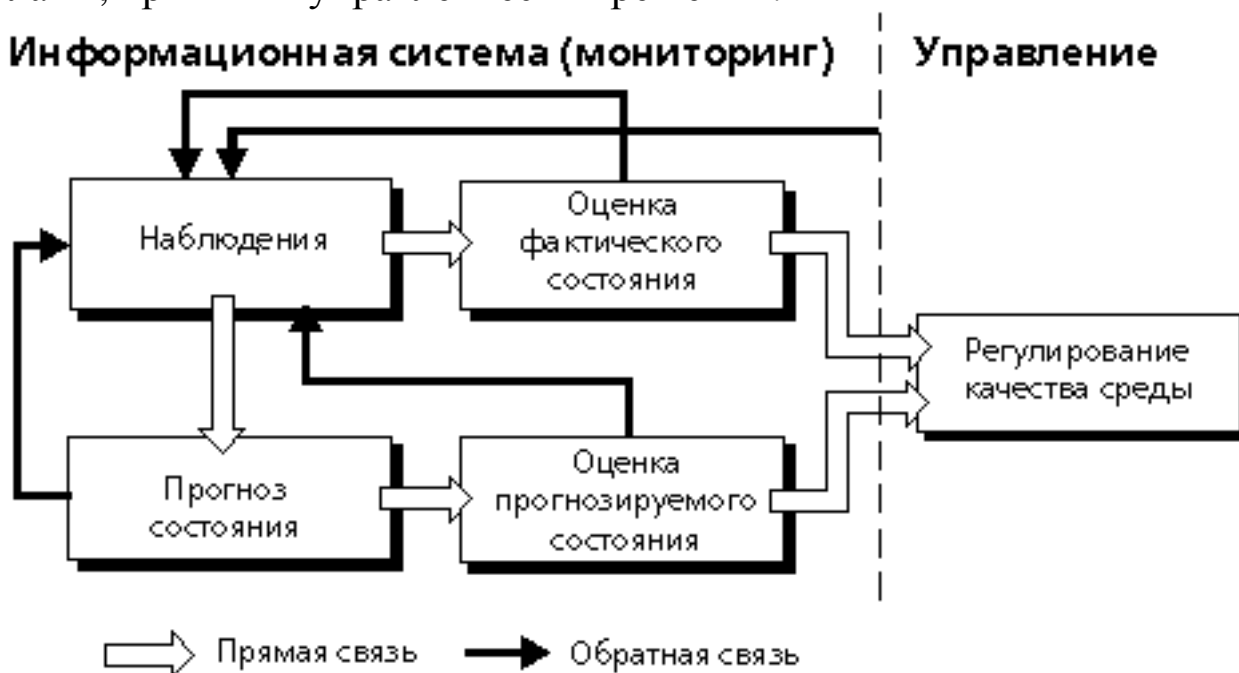 Информационная система (мониторинг)
Управление
Наблюдения
Оценка
фактического
состояния
Регулирование
качества среды
Прогноз
состояния
Оценка
прогнозируемого
состояния
Прямая связь
Обратная связь